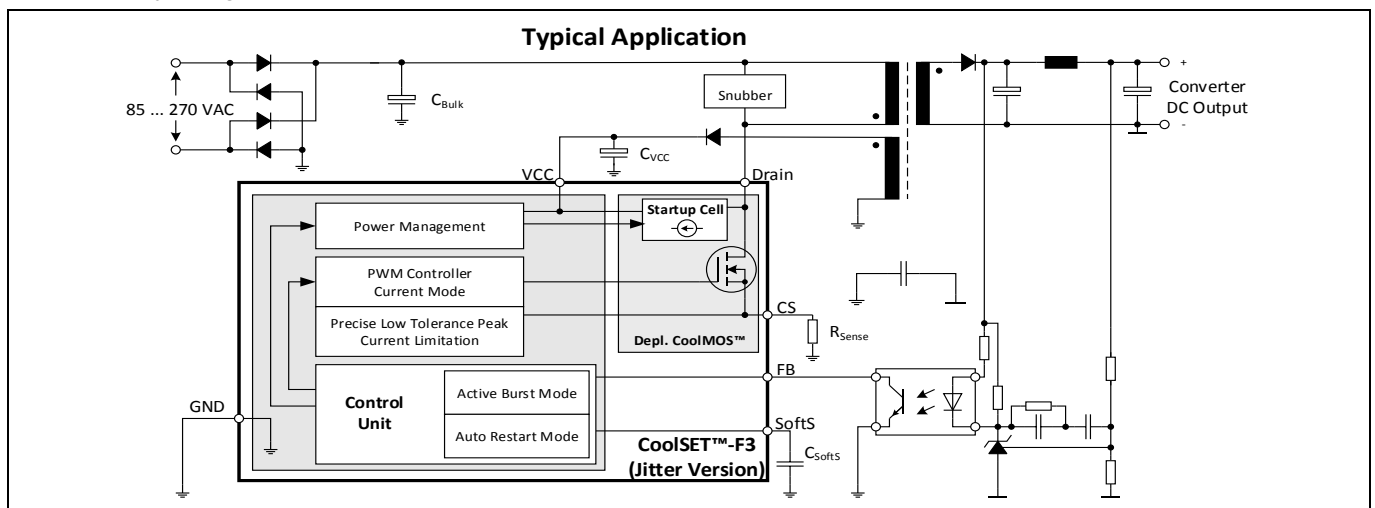 Typical Application
85 ... 270 VAC
CBulk
Snubber
+
Converter
DC Output
-
CVCC
VCC
Drain
Startup Cell
Power Management
PWM Controller
Current Mode
CS
RSense
Precise Low Tolerance Peak
Current Limitation
Depl. CoolMOS™
FB
GND
Control
Unit
Active Burst Mode
Auto Restart Mode
SoftS
CoolSET™-F3
(Jitter Version)
CSoftS